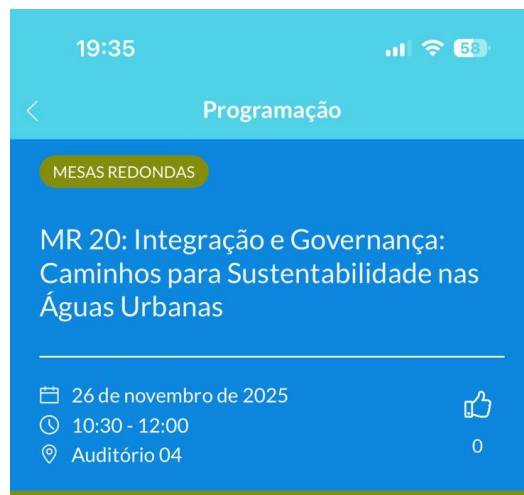 19:35
58
Programação
MESAS REDONDAS
MR 20: Integração e Governança:
Caminhos para Sustentabilidade nas
Águas Urbanas
26 de novembro de 2025
10:30 - 12:00
Auditório 04
0